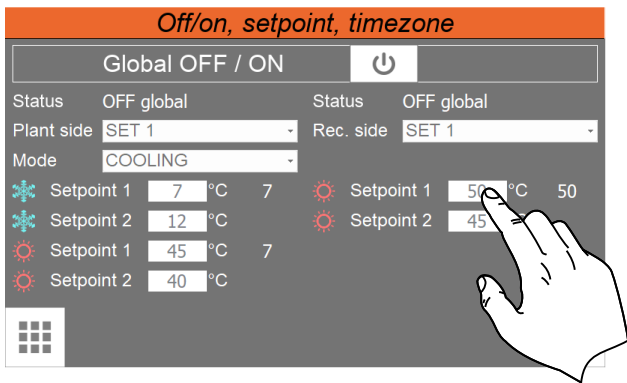 Off/on, setpoint, timezone
Global OFF / ON
Status OFF global Status OFF global
Plant side SET 1 Rec. side SET 1
Mode COOLING
Setpoint 1 7 °C 7 Setpoint 1 50 °C 50
Setpoint 2 12 °C Setpoint 2 45
Setpoint 1 45 °C 7
Setpoint 2 40 °C